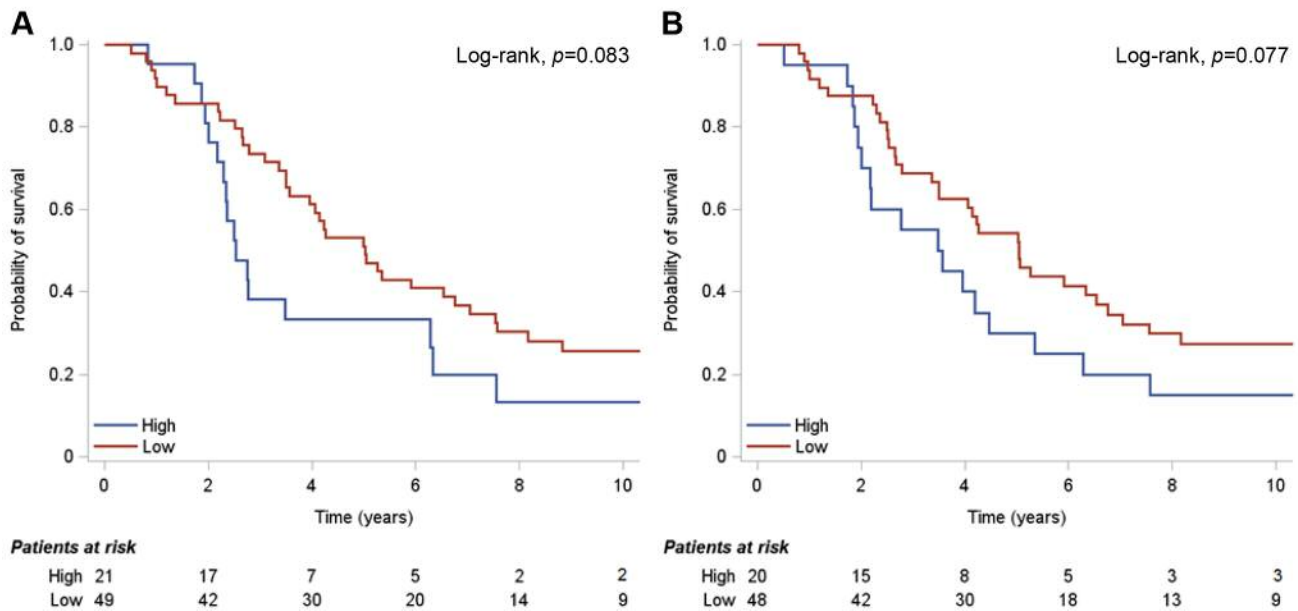 A
Log-rank, p=0.083
1.0
0.8
0.6
0.4
0.2
0
Probability of survival
High
Low
0 2 4 6 8 10
Time (years)
Patients at risk
High 21 17 7 5 2 2
Low 49 42 30 20 14 9
B
Log-rank, p=0.077
1.0
0.8
0.6
0.4
0.2
0
Probability of survival
High
Low
0 2 4 6 8 10
Time (years)
Patients at risk
High 20 15 8 5 3 3
Low 48 42 30 18 13 9